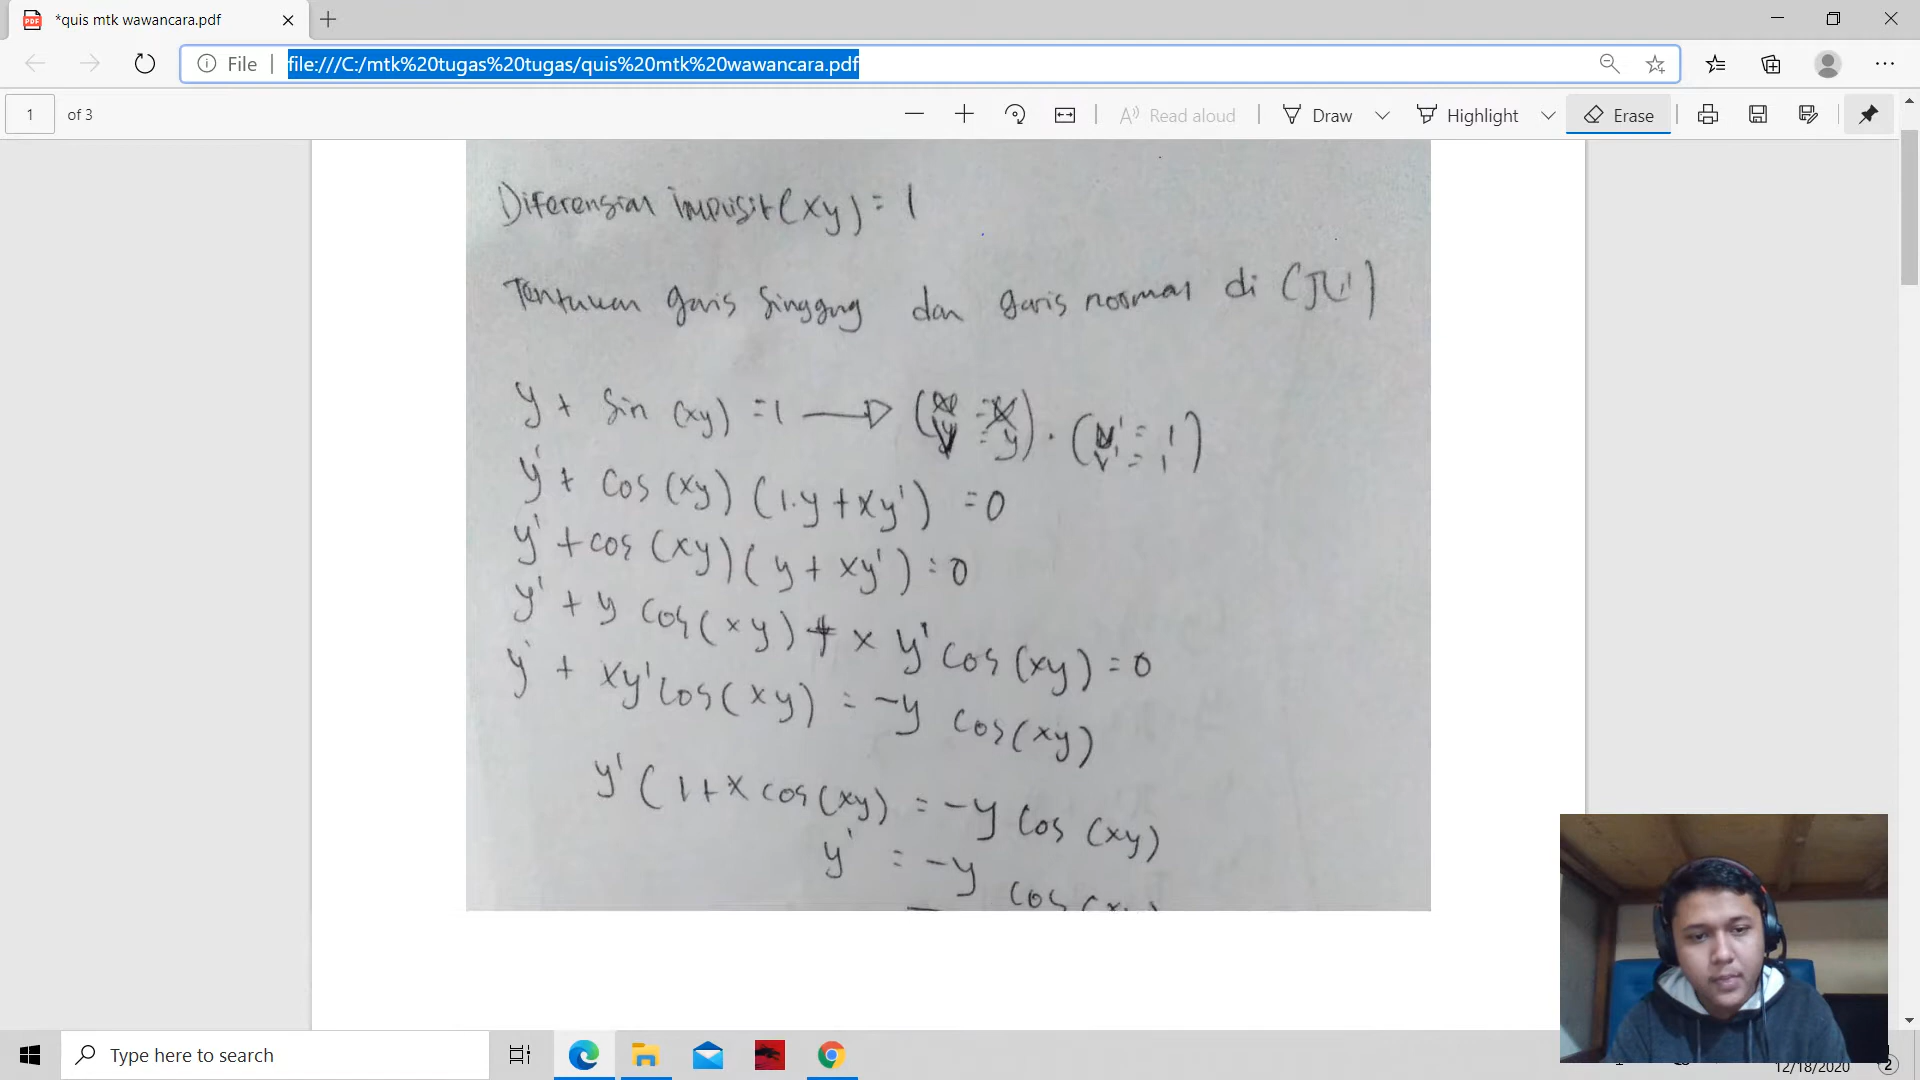 *quis mtk wawancara.pdf
File
file:///C:/mtk%20tugas%20tugas/quis%20mtk%20wawancara.pdf
1 of 3
Read aloud
Draw
Highlight
Erase
Diferensial implisit (xy) = 1
Tentukan garis singgung dan garis normal di (π,1)
y + sin (xy) = 1
y' + cos (xy) (1.y + xy') = 0
y' + cos (xy) (y + xy') = 0
y' + y cos (xy) + x y' cos (xy) = 0
y' + xy' cos (xy) = -y cos (xy)
y' (1 + x cos (xy) = -y cos (xy)
y' = -y
Type here to search
12/18/2020
2